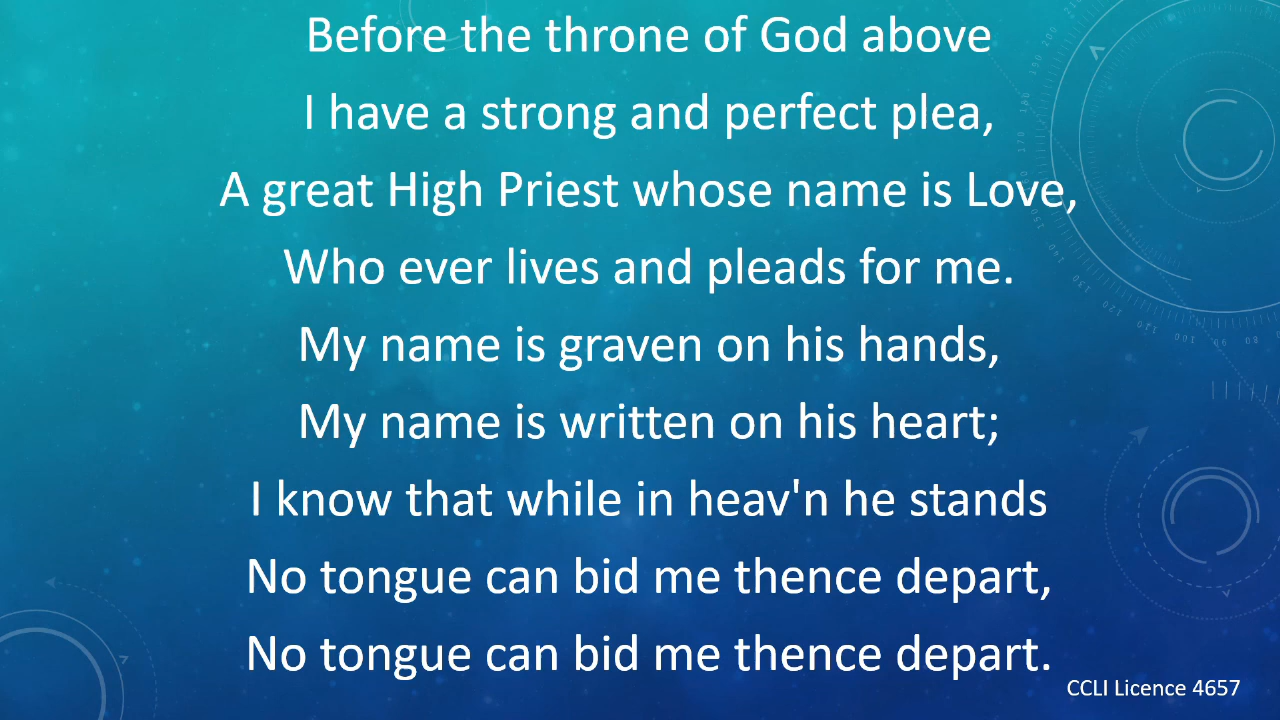 Before the throne of God above
I have a strong and perfect plea,
A great High Priest whose name is Love,
Who ever lives and pleads for me.
My name is graven on his hands,
My name is written on his heart;
I know that while in heav'n he stands
No tongue can bid me thence depart,
No tongue can bid me thence depart.
CCLI Licence 4657